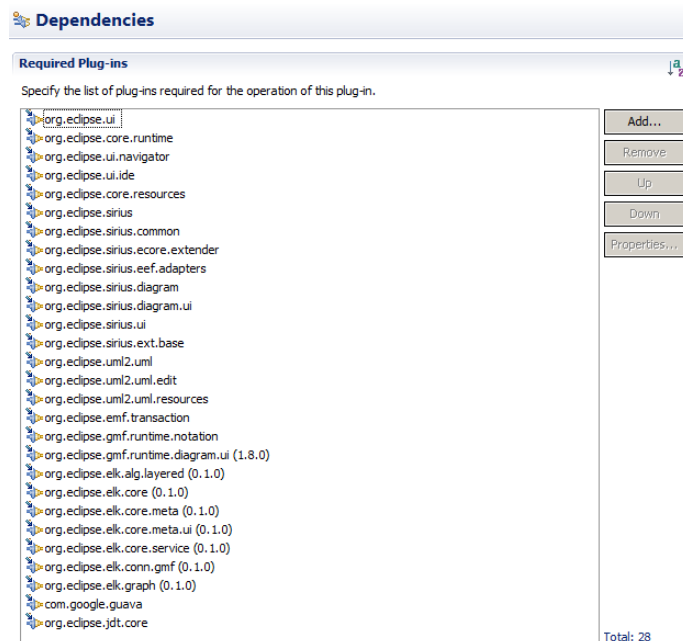 Dependencies
Required Plug-ins
a
z
Specify the list of plug-ins required for the operation of this plug-in.
org.eclipse.ui
org.eclipse.core.runtime
org.eclipse.ui.navigator
org.eclipse.ui.ide
org.eclipse.core.resources
org.eclipse.sirius
org.eclipse.sirius.common
org.eclipse.sirius.ecore.extender
org.eclipse.sirius.eef.adapters
org.eclipse.sirius.diagram
org.eclipse.sirius.diagram.ui
org.eclipse.sirius.ui
org.eclipse.sirius.ext.base
org.eclipse.uml2.uml
org.eclipse.uml2.uml.edit
org.eclipse.uml2.uml.resources
org.eclipse.emf.transaction
org.eclipse.gmf.runtime.notation
org.eclipse.gmf.runtime.diagram.ui (1.8.0)
org.eclipse.elk.alg.layered (0.1.0)
org.eclipse.elk.core (0.1.0)
org.eclipse.elk.core.meta (0.1.0)
org.eclipse.elk.core.meta.ui (0.1.0)
org.eclipse.elk.core.service (0.1.0)
org.eclipse.elk.conn.gmf (0.1.0)
org.eclipse.elk.graph (0.1.0)
com.google.guava
org.eclipse.jdt.core
Add...
Remove
Up
Down
Properties...
Total: 28